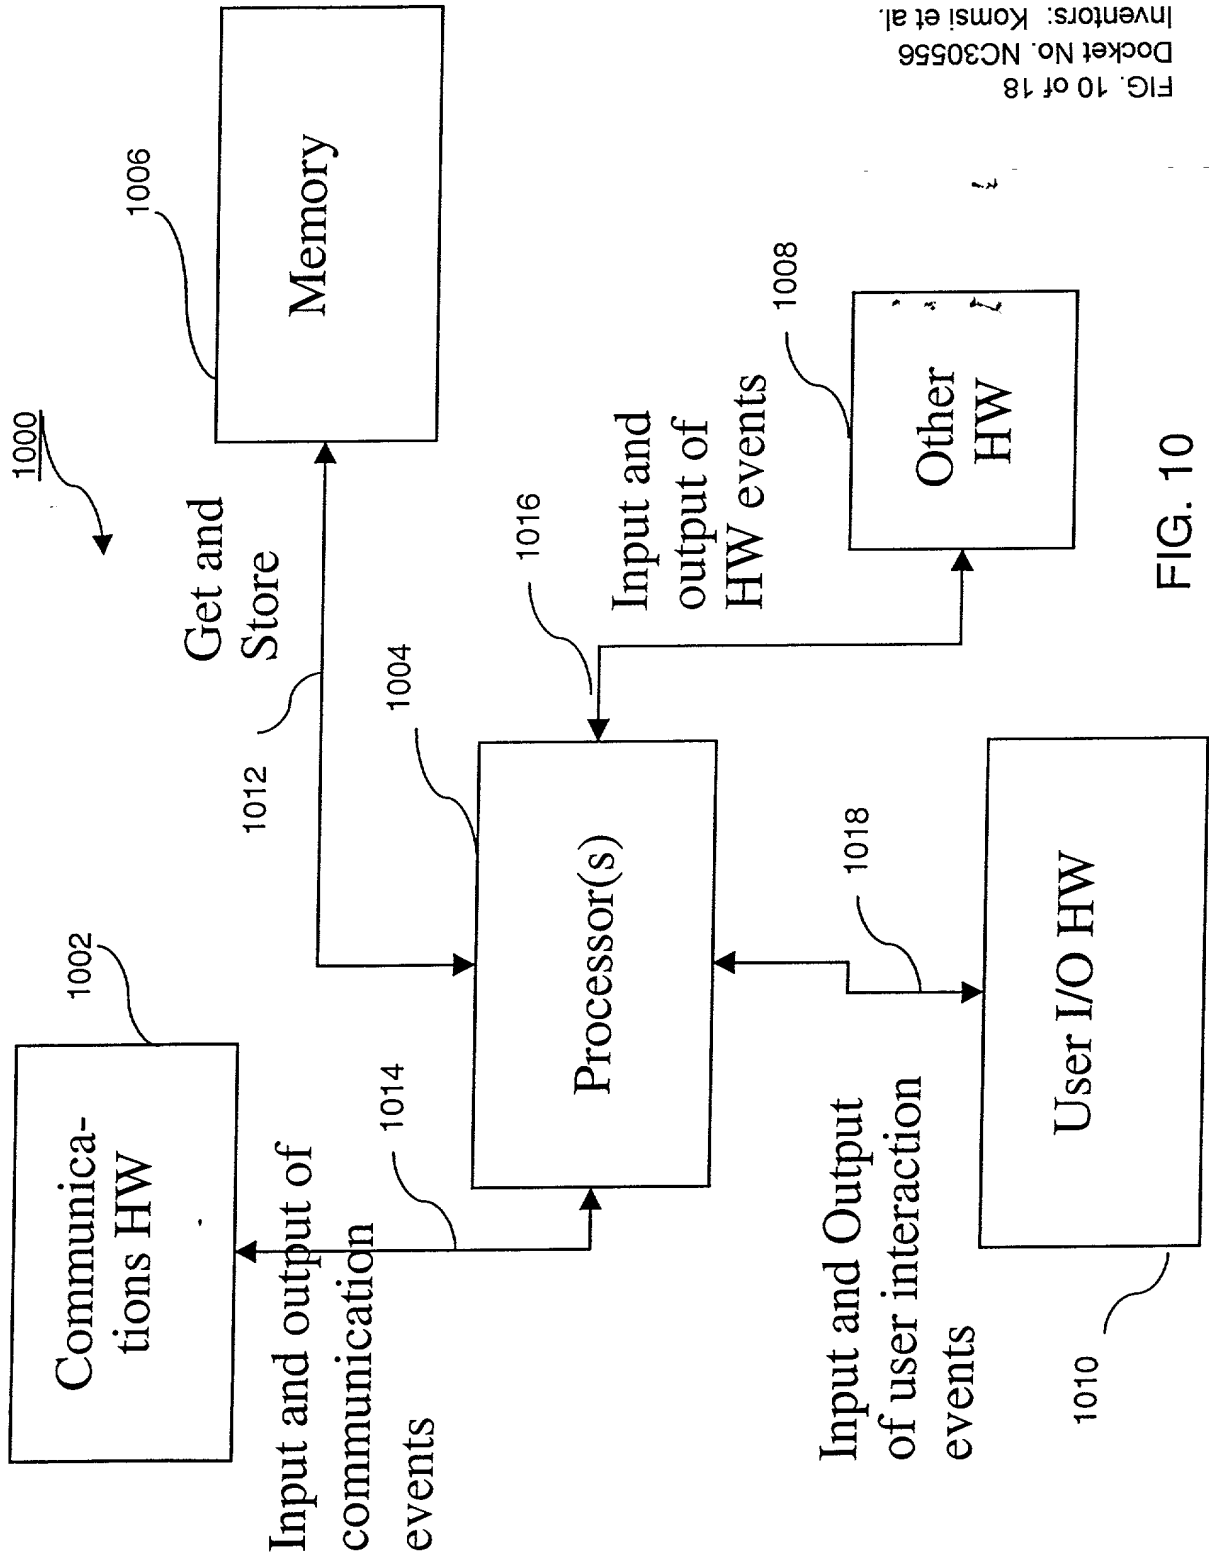 FIG. 10 of 18
Docket No. NC30556
Inventors: Komsi et al.
1000
1002
Communica-
tions HW
1006
Memory
Get and
Store
1012
Input and output of
communication
events
1014
1004
Processor(s)
1016
Input and
output of
HW events
1008
Other
HW
Input and Output
of user interaction
events
1018
User I/O HW
1010
FIG. 10